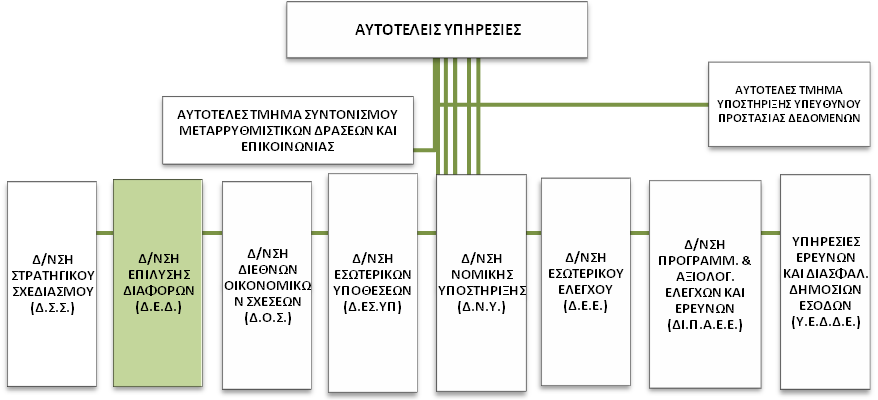 ΑΥΤΟΤΕΛΕΙΣ ΥΠΗΡΕΣΙΕΣ
ΑΥΤΟΤΕΛΕΣ ΤΜΗΜΑ
ΥΠΟΣΤΗΡΙΞΗΣ ΥΠΕΥΘΥΝΟΥ
ΠΡΟΣΤΑΣΙΑΣ ΔΕΔΟΜΕΝΩΝ
ΑΥΤΟΤΕΛΕΣ ΤΜΗΜΑ ΣΥΝΤΟΝΙΣΜΟΥ
ΜΕΤΑΡΡΥΘΜΙΣΤΙΚΩΝ ΔΡΑΣΕΩΝ ΚΑΙ
ΕΠΙΚΟΙΝΩΝΙΑΣ
Δ/ΝΣΗ
ΣΤΡΑΤΗΓΙΚΟΥ
ΣΧΕΔΙΑΣΜΟΥ
(Δ.Σ.Σ.)
Δ/ΝΣΗ
ΕΠΙΛΥΣΗΣ
ΔΙΑΦΟΡΩΝ
(Δ.Ε.Δ.)
Δ/ΝΣΗ
ΔΙΕΘΝΩΝ
ΟΙΚΟΝΟΜΙΚΩ
Ν ΣΧΕΣΕΩΝ
(Δ.Ο.Σ.)
Δ/ΝΣΗ
ΕΣΩΤΕΡΙΚΩΝ
ΥΠΟΘΕΣΕΩΝ
(Δ.ΕΣ.ΥΠ)
Δ/ΝΣΗ
ΝΟΜΙΚΗΣ
ΥΠΟΣΤΗΡΙΞΗΣ
(Δ.Ν.Υ.)
Δ/ΝΣΗ
ΕΣΩΤΕΡΙΚΟΥ
ΕΛΕΓΧΟΥ
(Δ.Ε.Ε.)
Δ/ΝΣΗ
ΠΡΟΓΡΑΜΜ. &
ΑΞΙΟΛΟΓ.
ΕΛΕΓΧΩΝ ΚΑΙ
ΕΡΕΥΝΩΝ
(ΔΙ.Π.Α.Ε.Ε.)
ΥΠΗΡΕΣΙΕΣ
ΕΡΕΥΝΩΝ
ΚΑΙ ΔΙΑΣΦΑΛ.
ΔΗΜΟΣΙΩΝ
ΕΣΟΔΩΝ
(Υ.Ε.Δ.Δ.Ε.)